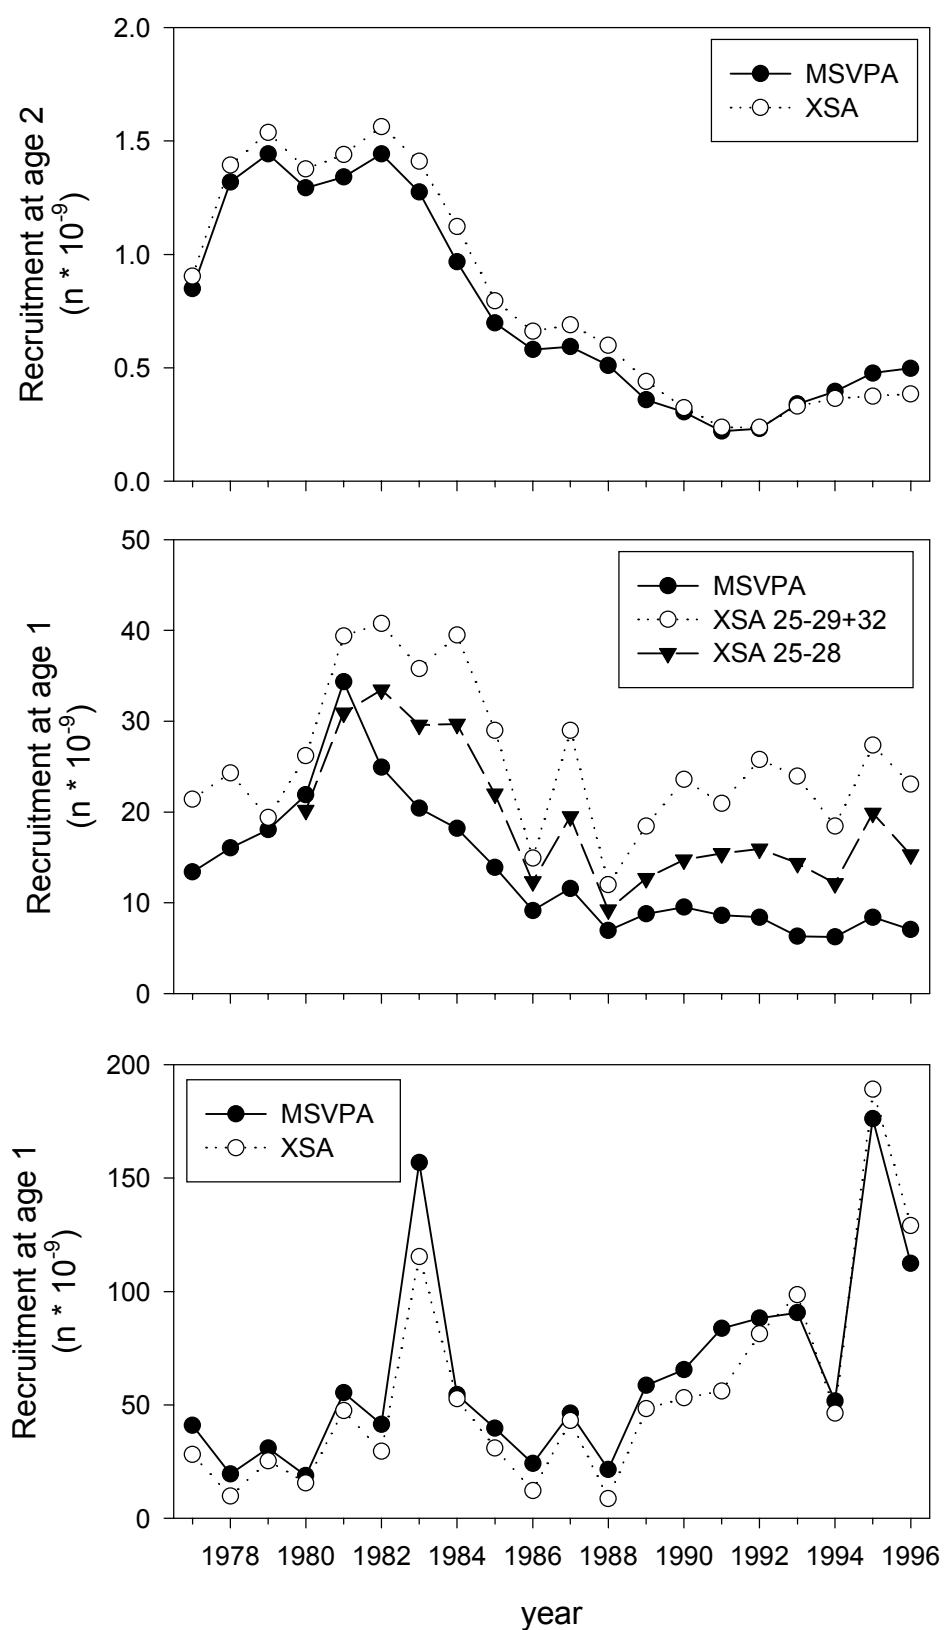 2.0
1.5
1.0
0.5
0.0
Recruitment at age 2
(n * 10⁻⁹)
MSVPA
XSA
50
40
30
20
10
0
Recruitment at age 1
(n * 10⁻⁹)
MSVPA
XSA 25-29+32
XSA 25-28
200
150
100
50
0
Recruitment at age 1
(n * 10⁻⁹)
MSVPA
XSA
1978 1980 1982 1984 1986 1988 1990 1992 1994 1996
year